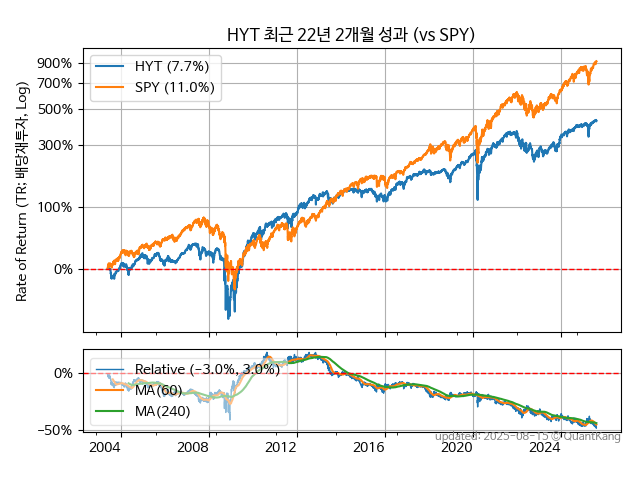 HYT 최근 22년 2개월 성과 (vs SPY)
Rate of Return (TR: 배당재투자, Log)
900%
700%
500%
300%
100%
0%
HYT (7.7%)
SPY (11.0%)
0%
−50%
Relative (−3.0%, 3.0%)
MA(60)
MA(240)
2004 2008 2012 2016 2020 2024
updated: 2025-08-15 © QuantKang